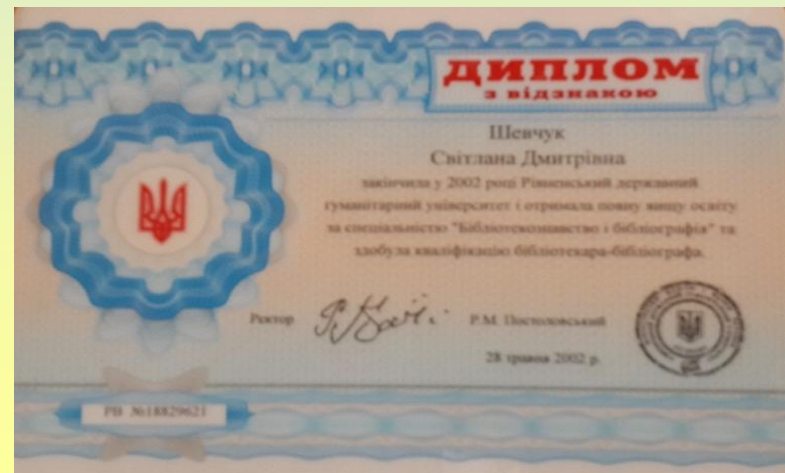 ДИПЛОМ
з відзнакою
Шевчук
Світлана Дмитрівна
закінчила у 2002 році Рівненський державний
гуманітарний університет і отримала повну вищу освіту
за спеціальністю "Бібліотекознавство і бібліографія" та
здобула кваліфікацію бібліотекара-бібліографа.
Ректор
Р.М. Постоловський
28 травня 2002 р.
РВ №18829621